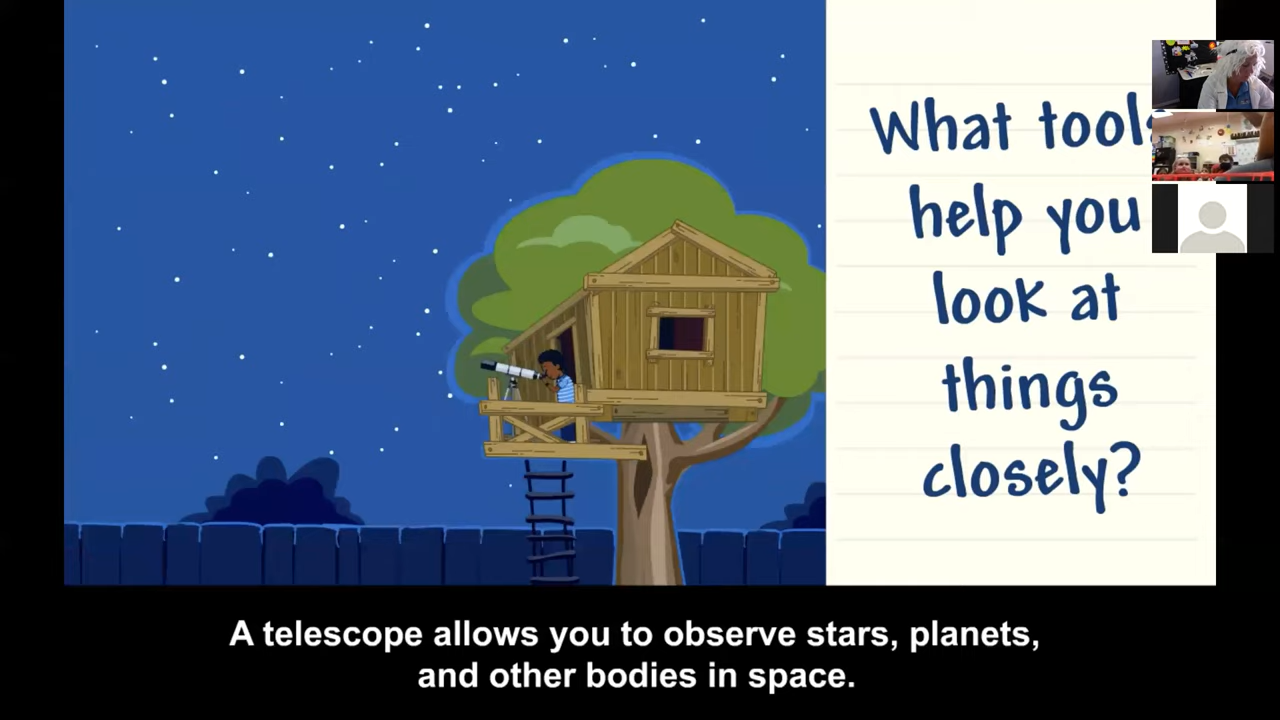 What tools
help you
look at
things
closely?
A telescope allows you to observe stars, planets,
and other bodies in space.